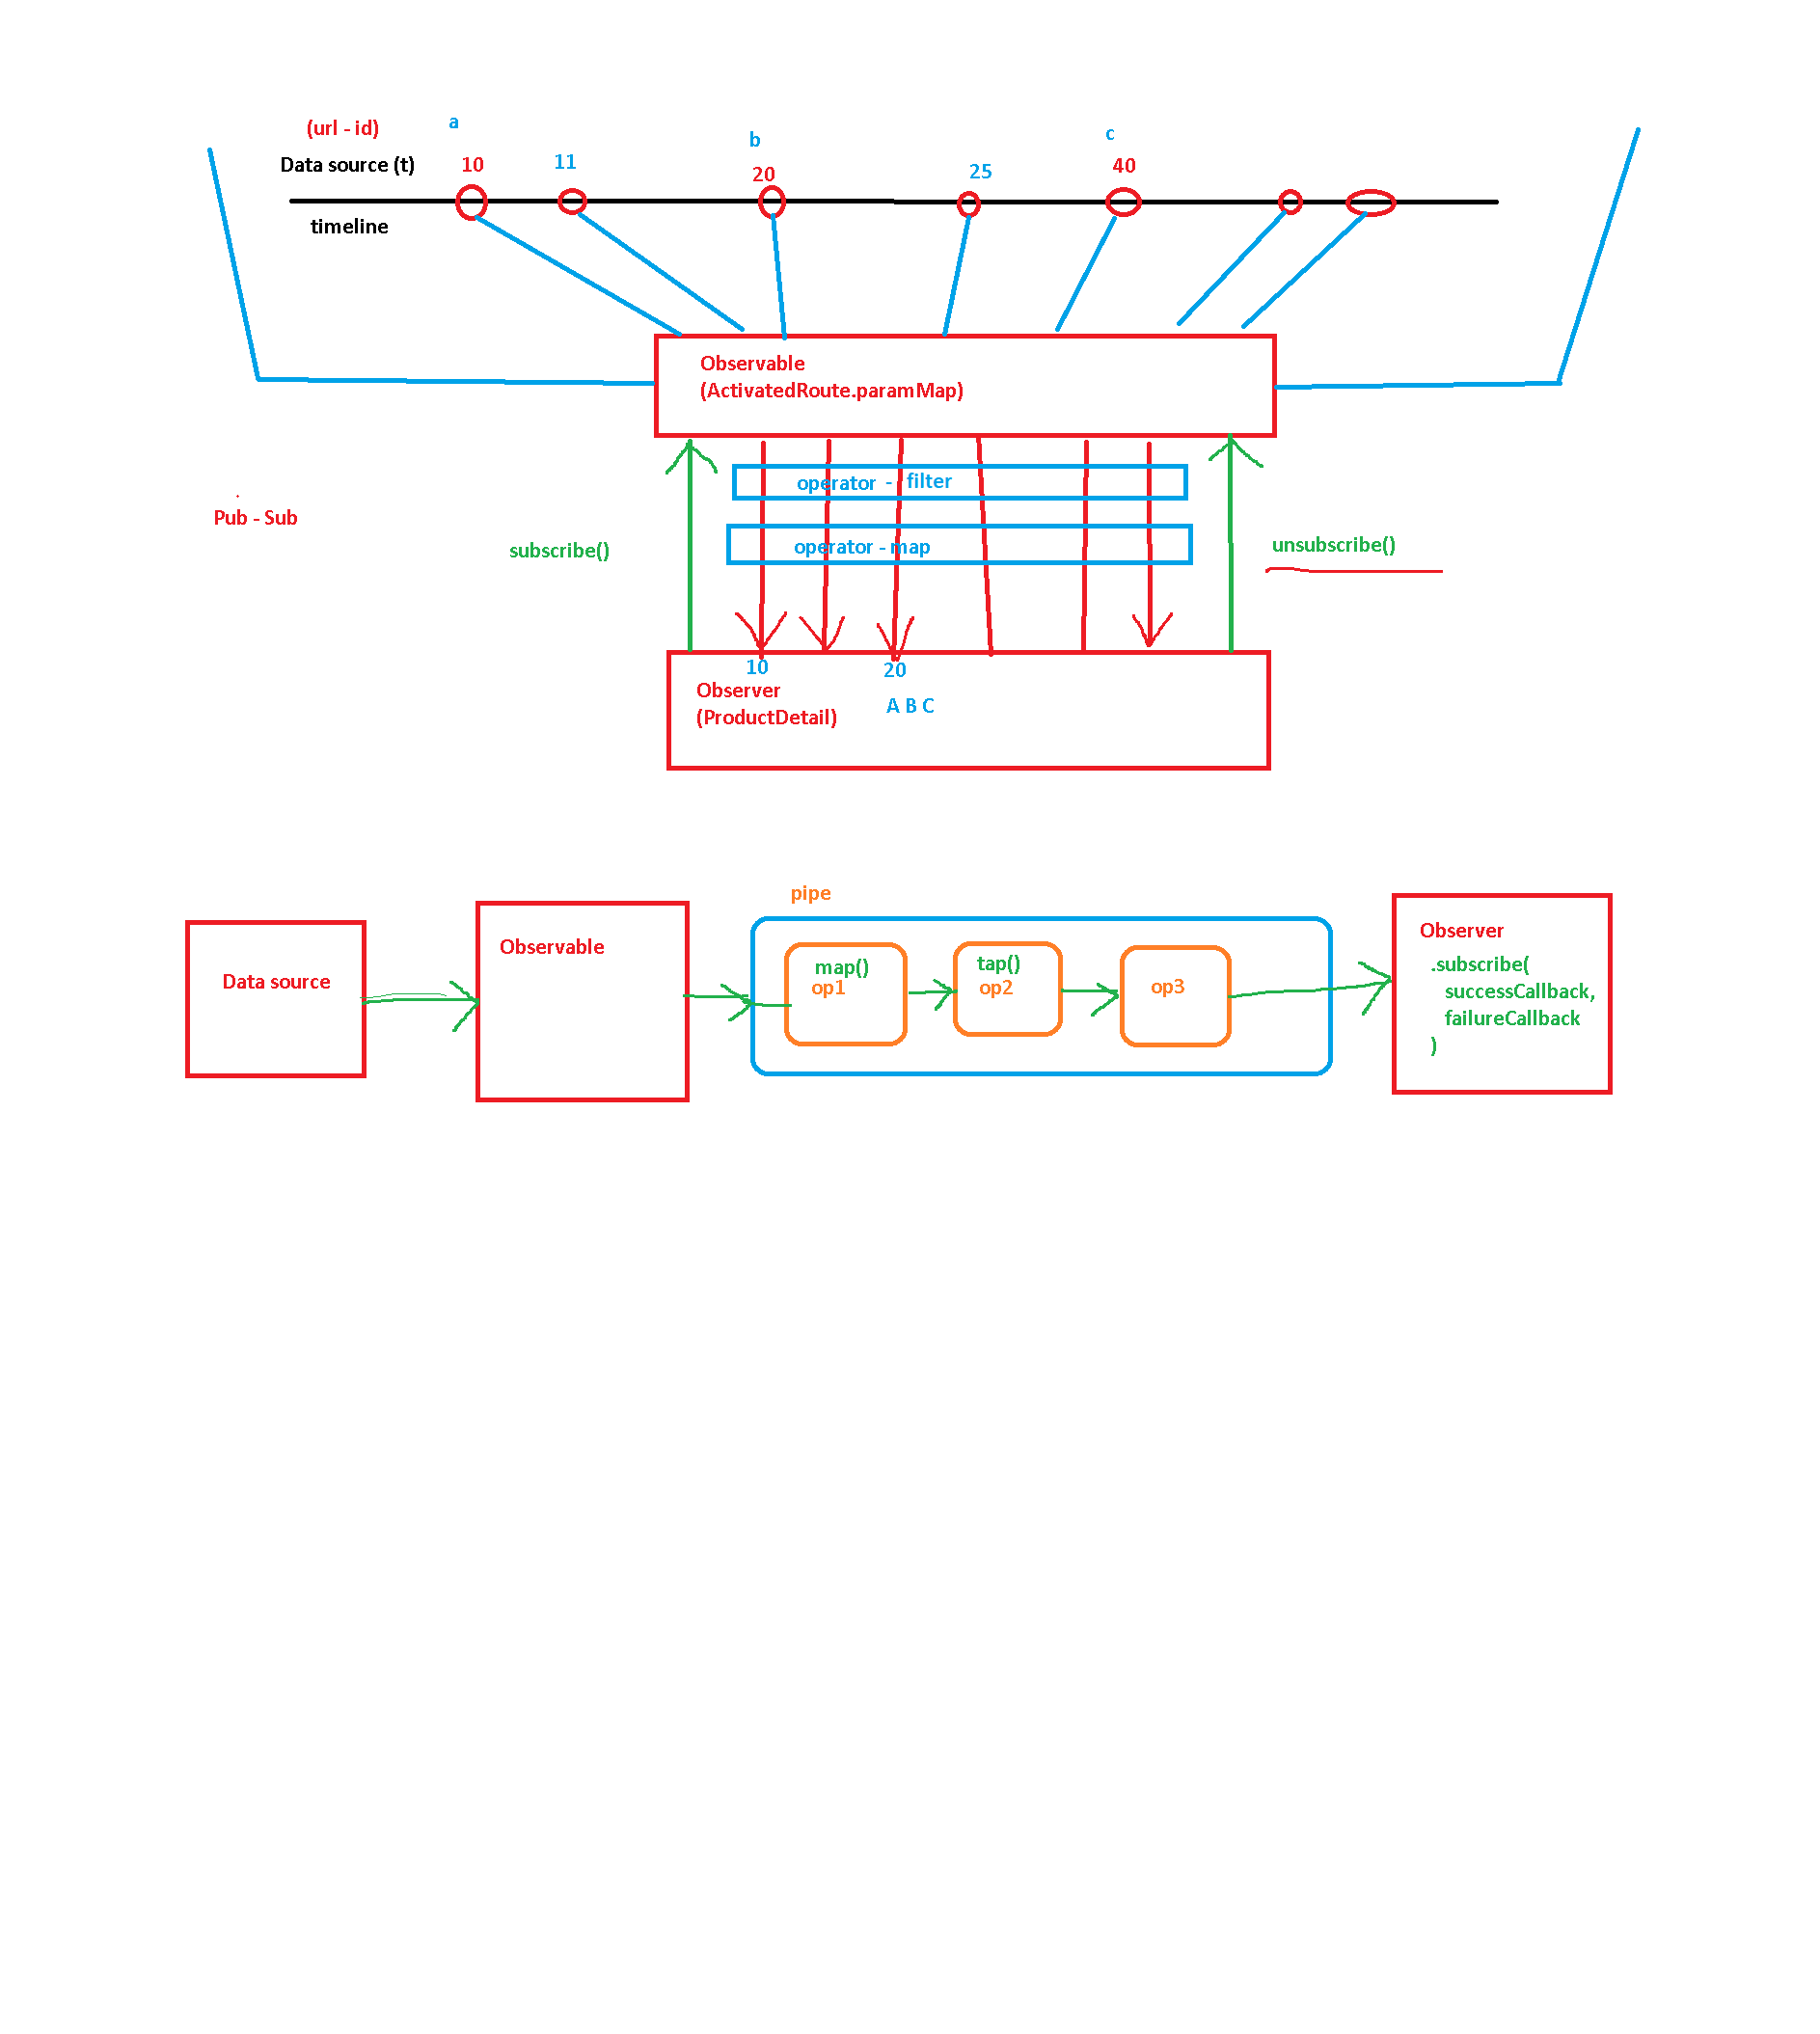 (url - id)
a
b
c
Data source (t)
10
11
20
25
40
timeline
Observable
(ActivatedRoute.paramMap)
operator - filter
Pub - Sub
subscribe()
operator - map
unsubscribe()
10
20
Observer
(ProductDetail)
A B C
pipe
Data source
Observable
map()
op1
tap()
op2
op3
Observer
.subscribe(
successCallback,
failureCallback
)